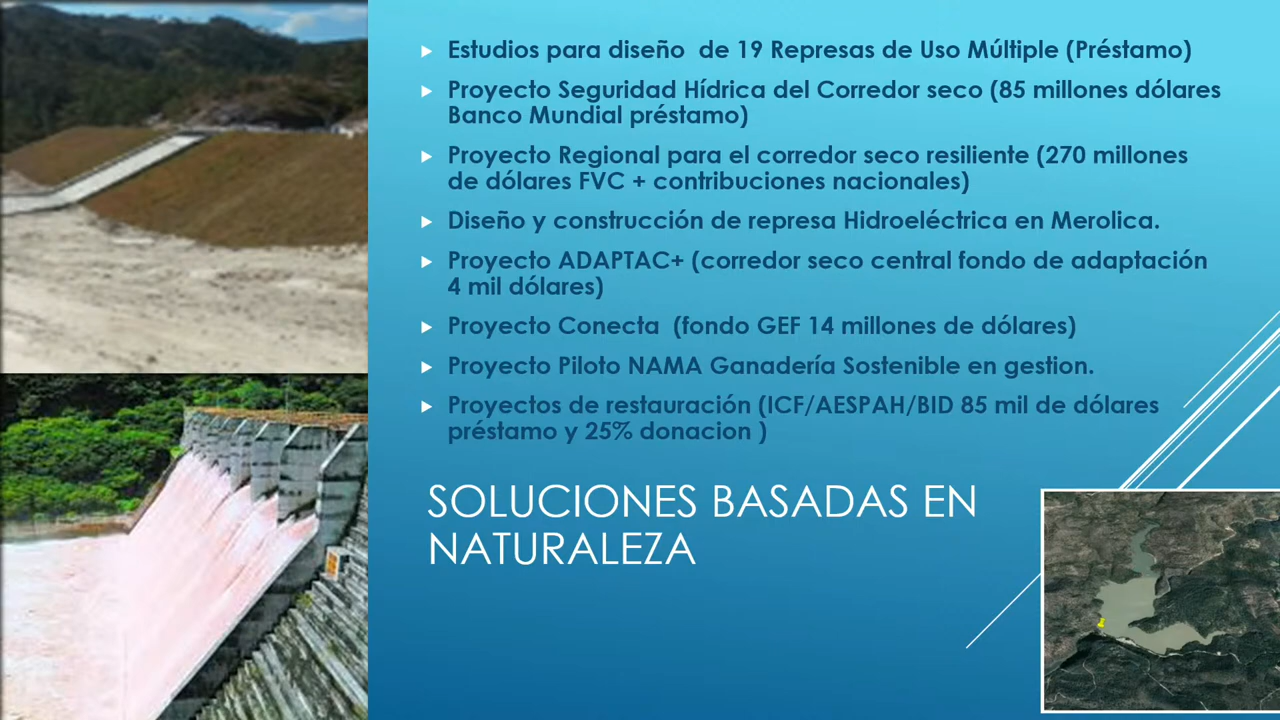 Estudios para diseño  de 19 Represas de Uso Múltiple (Préstamo)
Proyecto Seguridad Hídrica del Corredor seco (85 millones dólares
Banco Mundial préstamo)
Proyecto Regional para el corredor seco resiliente (270 millones
de dólares FVC + contribuciones nacionales)
Diseño y construcción de represa Hidroeléctrica en Merolica.
Proyecto ADAPTAC+ (corredor seco central fondo de adaptación
4 mil dólares)
Proyecto Conecta  (fondo GEF 14 millones de dólares)
Proyecto Piloto NAMA Ganadería Sostenible en gestion.
Proyectos de restauración (ICF/AESPAH/BID 85 mil de dólares
préstamo y 25% donacion )
SOLUCIONES BASADAS EN
NATURALEZA